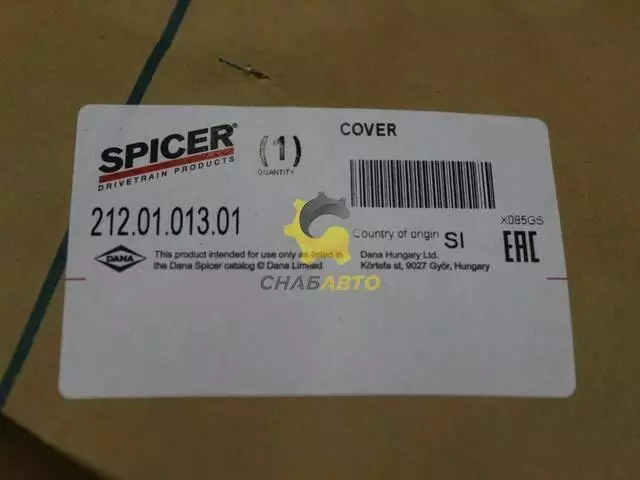 SPICER®
DRIVETRAIN PRODUCTS
(1)
QUANTITY
COVER
212.01.013.01
X085GS
Country of origin SI
EAC
DANA
This product intended for use only as listed in
the Dana Spicer catalog © Dana Limited.
Dana Hungary Ltd.
Körtefa st, 9027 Győr, Hungary
СНАБАВТО